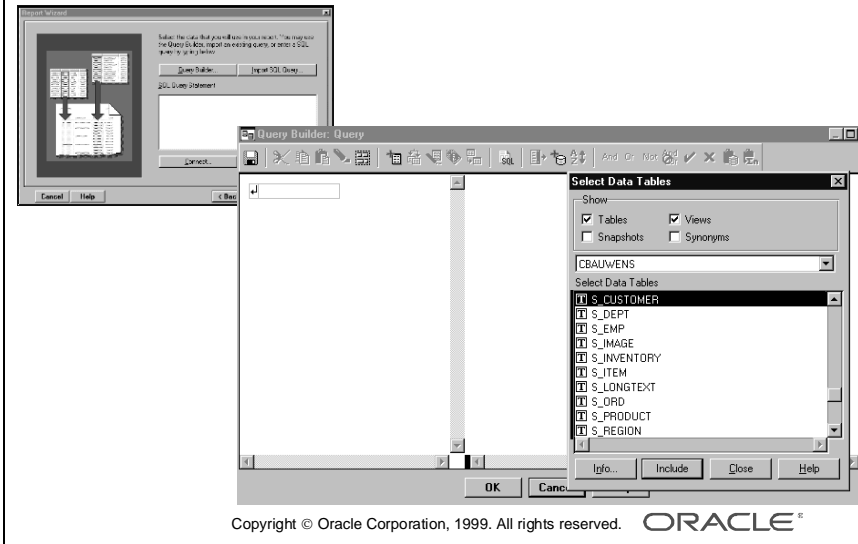 Report Wizard
Select the data that you will use in your report. You may use
the Query Builder, import an existing query, or enter a SQL
query by typing below.
Query Builder...
Import SQL Query...
SQL Query Statement
Connect...
Cancel
Help
< Bac
Query Builder: Query
SQL
And Or Not
Select Data Tables
Show
Tables
Views
Snapshots
Synonyms
CBAUWENS
Select Data Tables
S_CUSTOMER
S_DEPT
S_EMP
S_IMAGE
S_INVENTORY
S_ITEM
S_LONGTEXT
S_ORD
S_PRODUCT
S_REGION
Info...
Include
Close
Help
OK
Canc
Copyright © Oracle Corporation, 1999. All rights reserved. ORACLE®